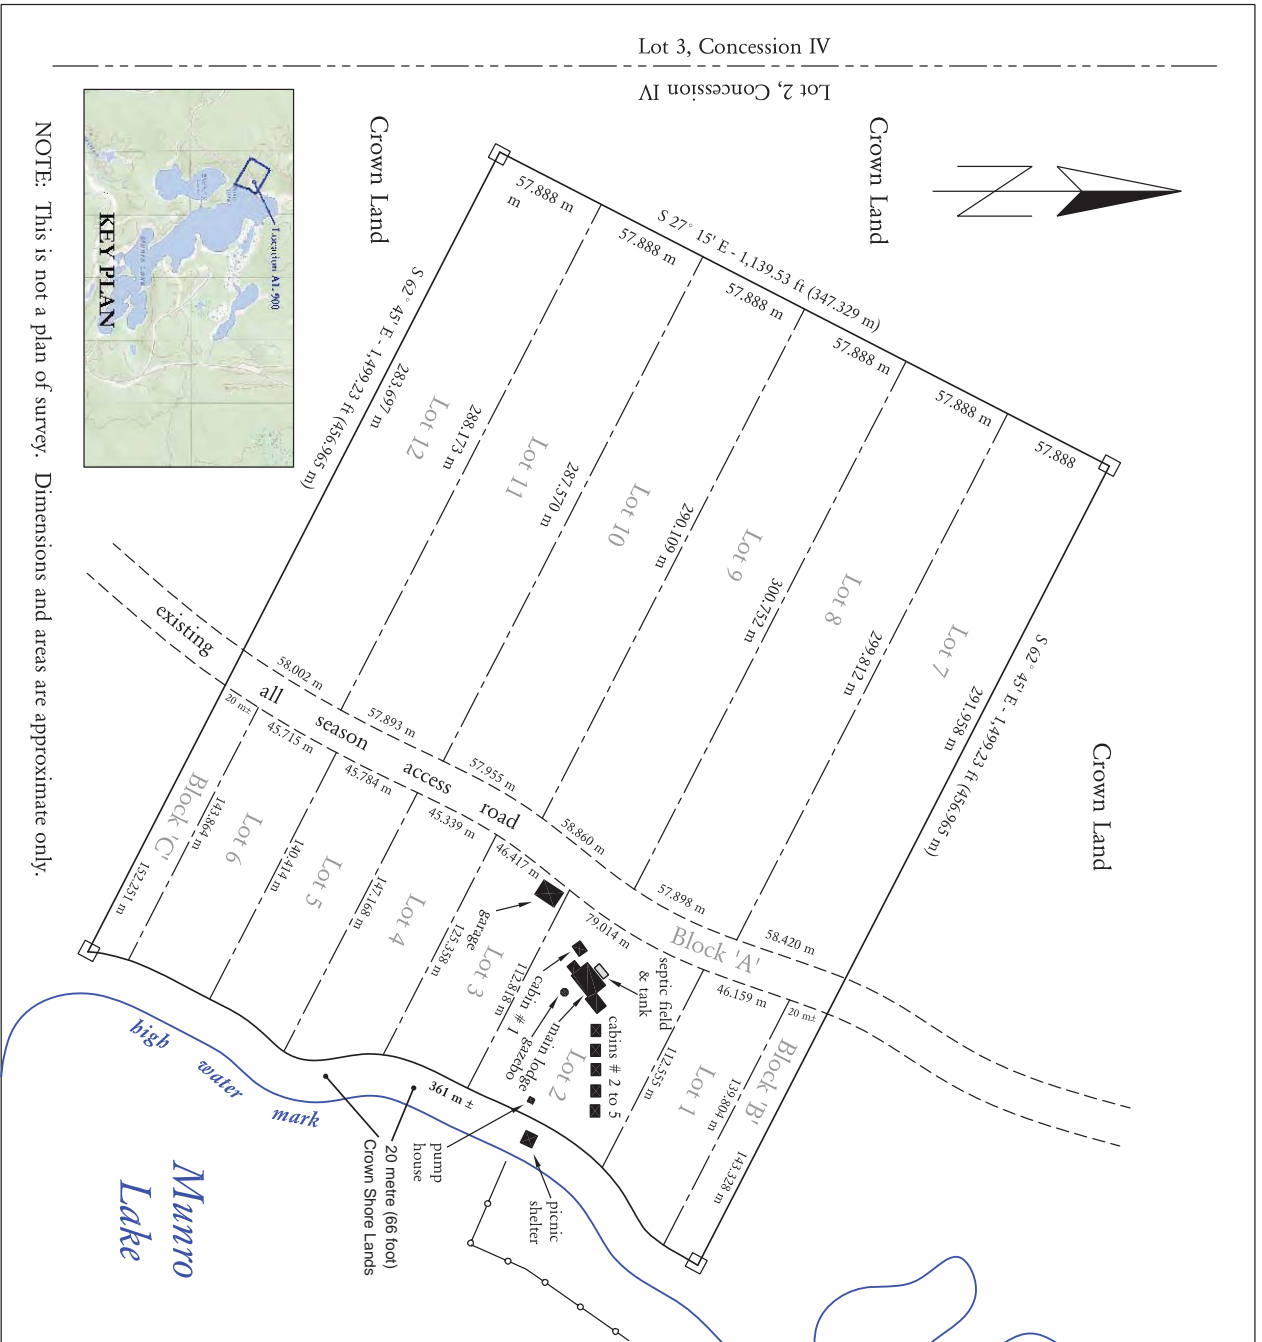 Lot 3, Concession IV
Lot 2, Concession IV
Crown Land
Crown Land
Crown Land
NOTE: This is not a plan of survey. Dimensions and areas are approximate only.
KEY PLAN
Location AL 900
S 27° 15' E - 1,139.53 ft (347.329 m)
57.888 m
57.888 m
57.888 m
57.888 m
57.888 m
57.888
S 62° 45' E - 1,499.23 ft (456.965 m)
283.697 m
Lot 12
288.173 m
Lot 11
287.570 m
Lot 10
290.109 m
Lot 9
300.752 m
Lot 8
299.812 m
Lot 7
291.958 m
S 62° 45' E - 1,499.23 ft (456.965 m)
existing
all
season
access
road
58.002 m
57.893 m
57.955 m
58.860 m
57.898 m
58.420 m
20 m±
45.715 m
45.784 m
45.339 m
46.417 m
79.014 m
Block 'A'
46.159 m
20 m±
Block 'C'
152.251 m
143.864 m
Lot 6
140.414 m
Lot 5
147.168 m
Lot 4
125.358 m
Lot 3
112.818 m
Lot 2
112.555 m
Lot 1
139.804 m
Block 'B'
143.328 m
garage
cabin # 1
gazebo
main lodge
septic field
& tank
cabins # 2 to 5
pump
house
picnic
shelter
361 m ±
20 metre (66 foot)
Crown Shore Lands
high
water
mark
Munro
Lake